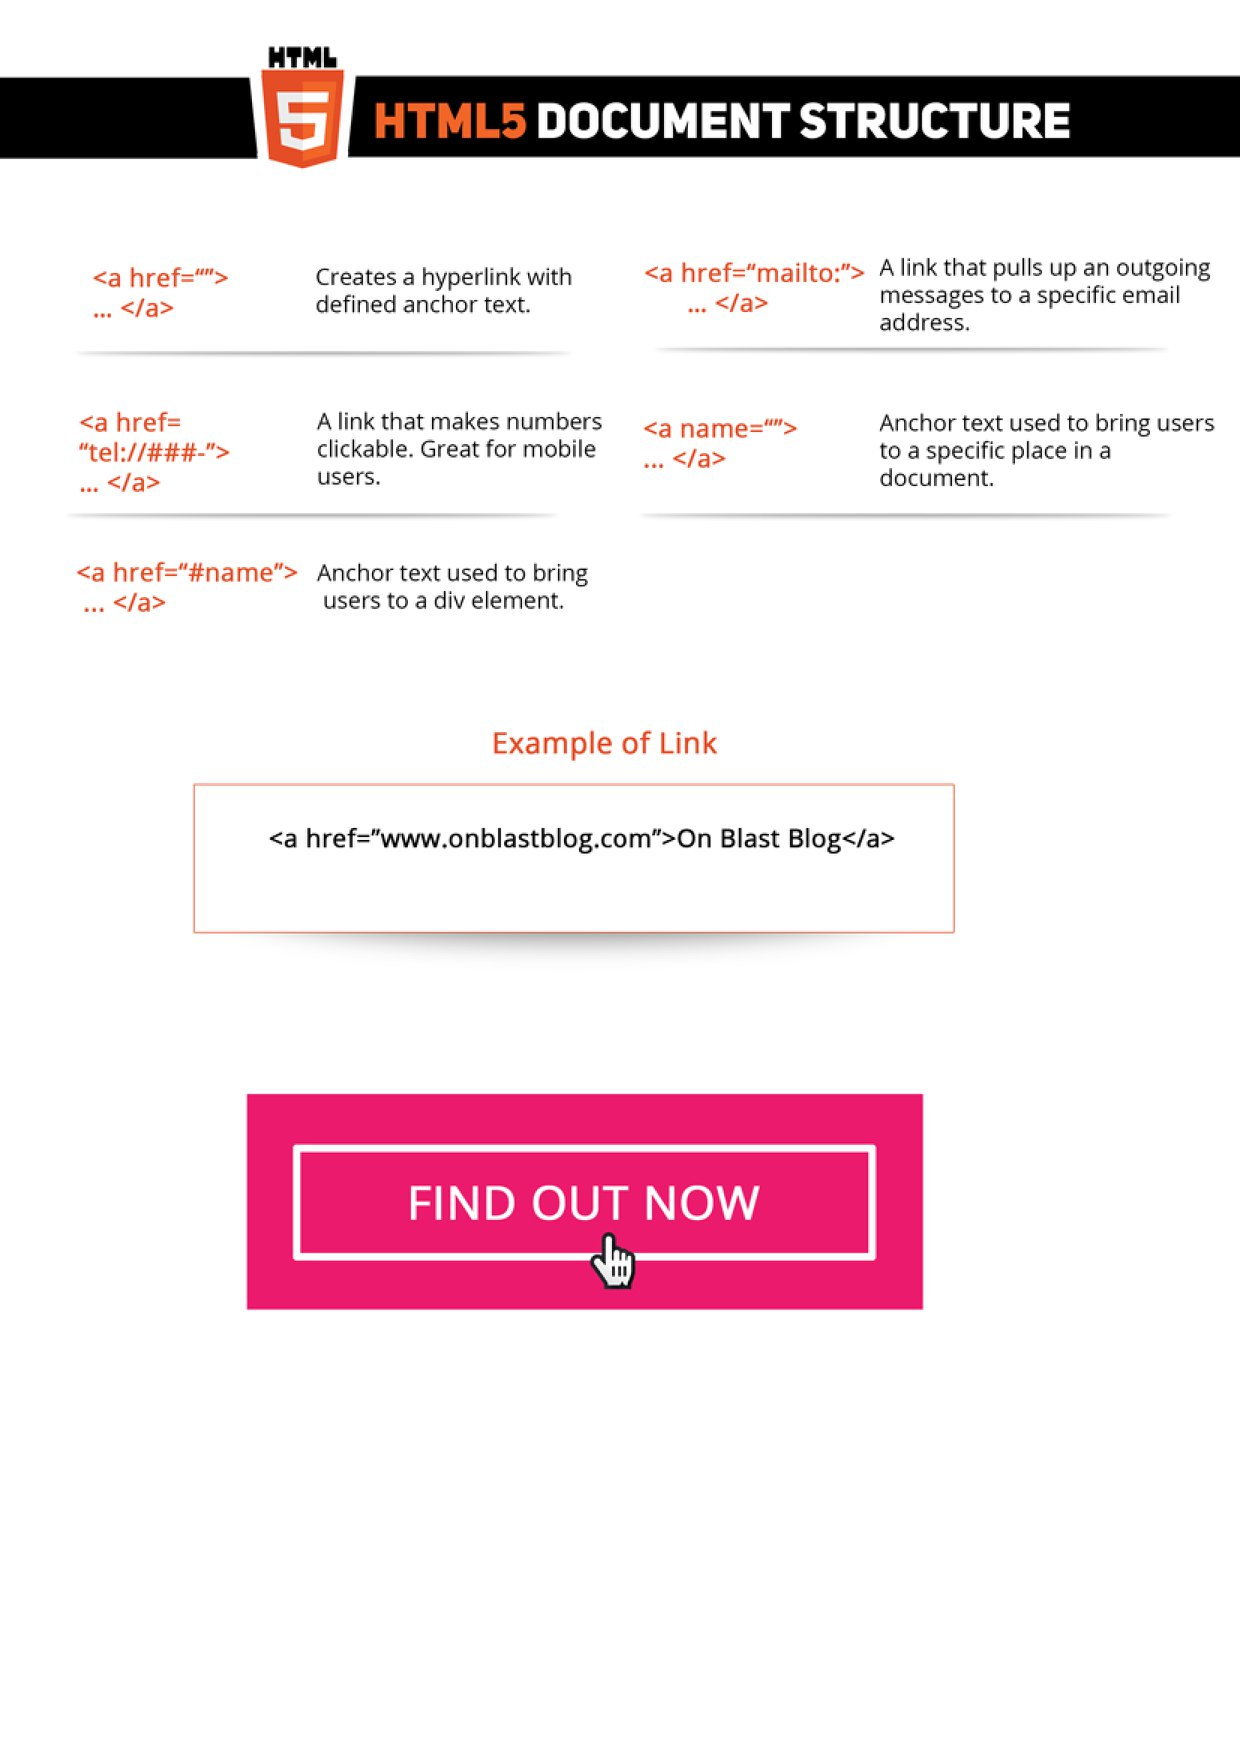 HTML
5
HTML5 DOCUMENT STRUCTURE
<a href=“”>
... </a>
Creates a hyperlink with
defined anchor text.
<a href=“mailto:”>
... </a>
A link that pulls up an outgoing
messages to a specific email
address.
<a href=
“tel://###-”>
... </a>
A link that makes numbers
clickable. Great for mobile
users.
<a name=“”>
... </a>
Anchor text used to bring users
to a specific place in a
document.
<a href=“#name”>
... </a>
Anchor text used to bring
users to a div element.
Example of Link
<a href=”www.onblastblog.com”>On Blast Blog</a>
FIND OUT NOW